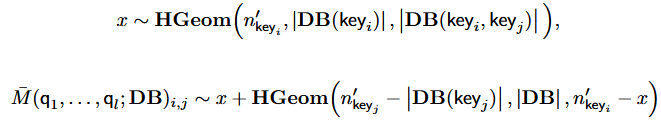 x ∼ HGeom(n′_{key_i}, |DB(key_i)|, |DB(key_i, key_j)|),
M̄(q_1, …, q_l; DB)_{i,j} ∼ x + HGeom(n′_{key_j} − |DB(key_j)|, |DB|, n′_{key_i} − x)